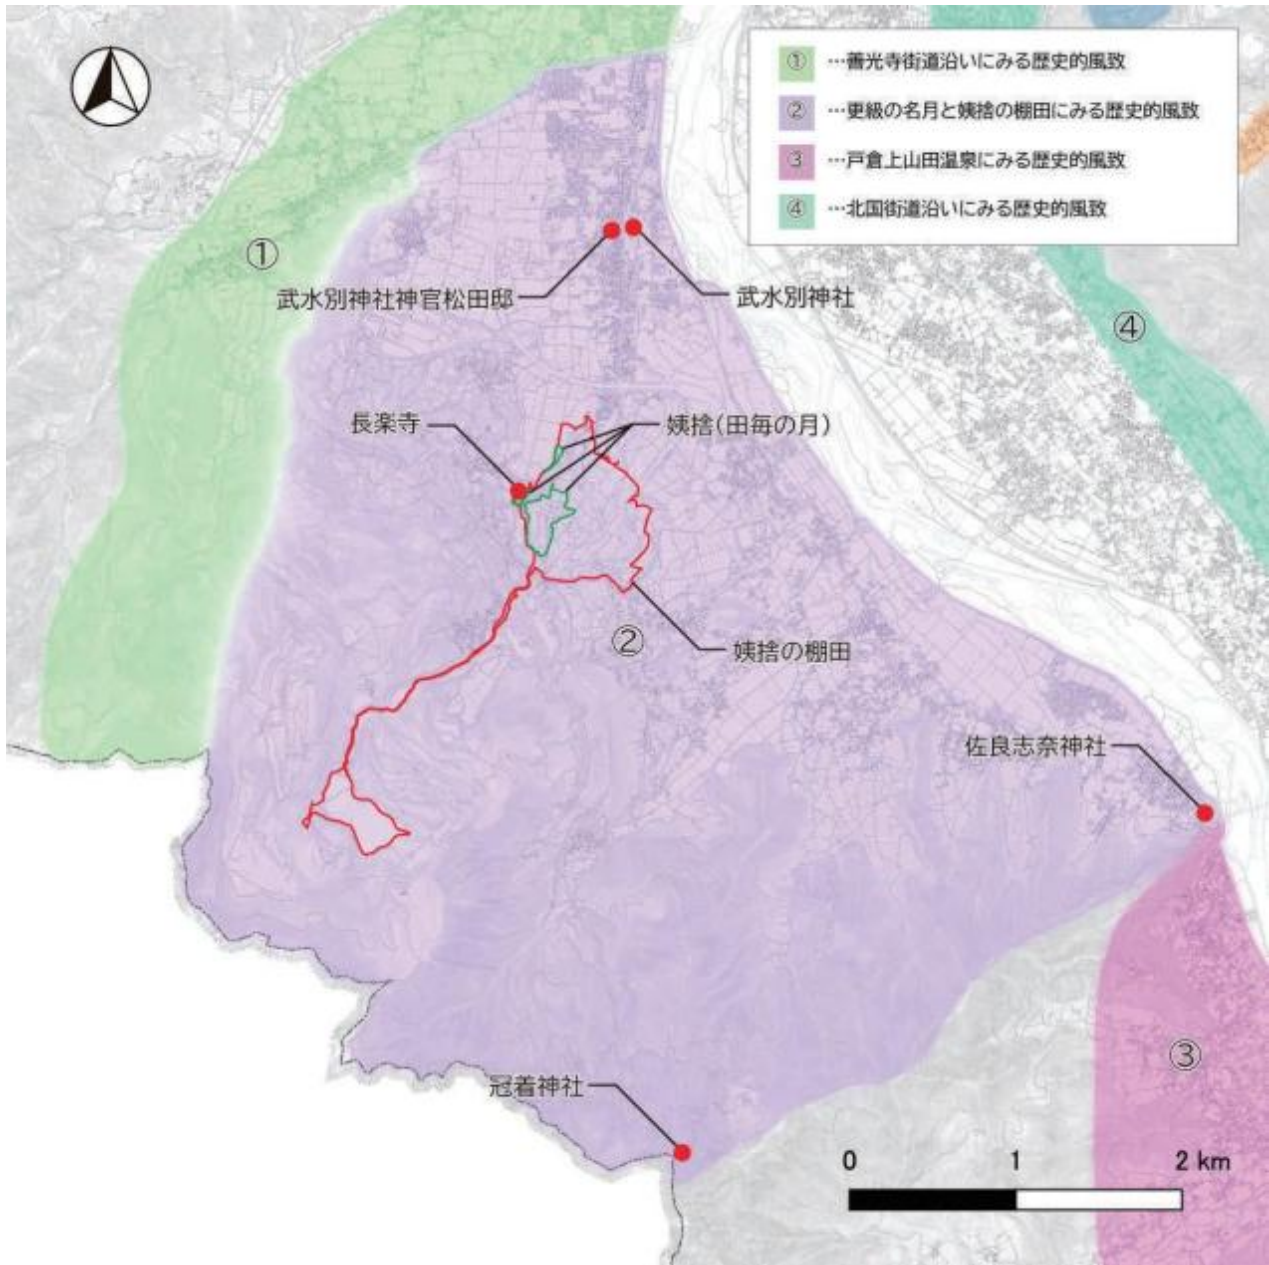 ① …善光寺街道沿いにみる歴史的風致
② …更級の名月と姨捨の棚田にみる歴史的風致
③ …戸倉上山田温泉にみる歴史的風致
④ …北国街道沿いにみる歴史的風致
①
武水別神社神官松田邸
武水別神社
④
長楽寺
姨捨(田毎の月)
②
姨捨の棚田
佐良志奈神社
③
冠着神社
0 1 2 km